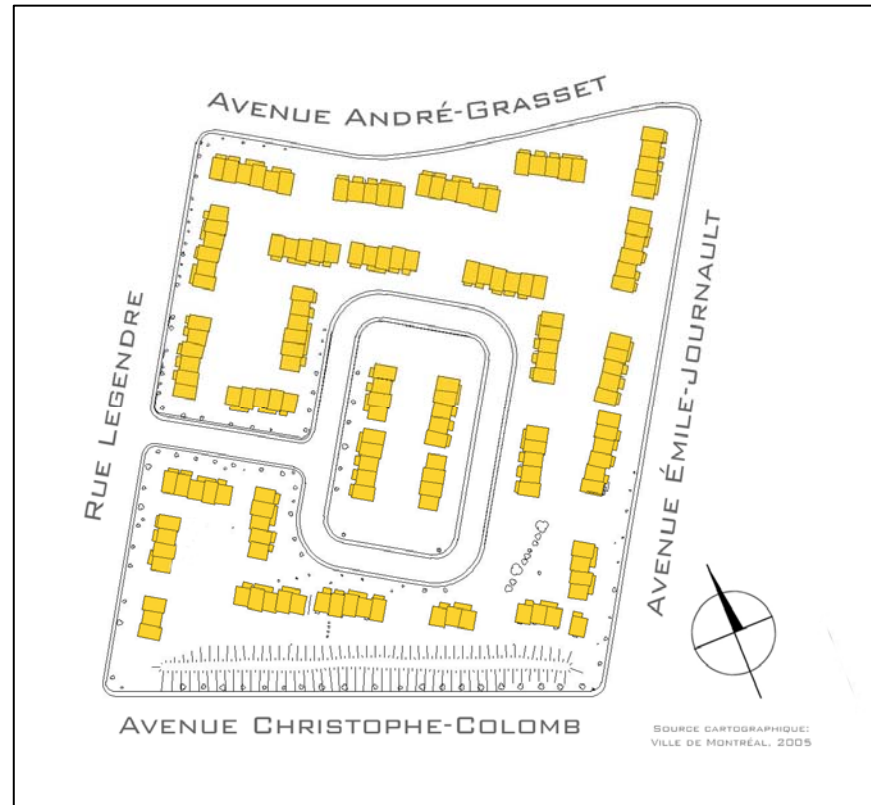 AVENUE ANDRÉ-GRASSET
RUE LEGENDRE
AVENUE ÉMILE-JOURNAULT
AVENUE CHRISTOPHE-COLOMB
SOURCE CARTOGRAPHIQUE:
VILLE DE MONTRÉAL, 2005